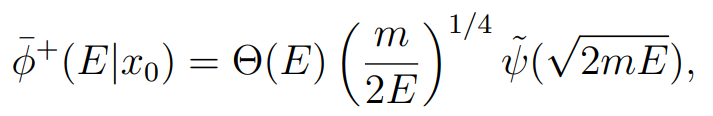 $\bar{\phi}^{+}(E|x_0) = \Theta(E) \left( \frac{m}{2E} \right)^{1/4} \tilde{\psi}(\sqrt{2mE}),$